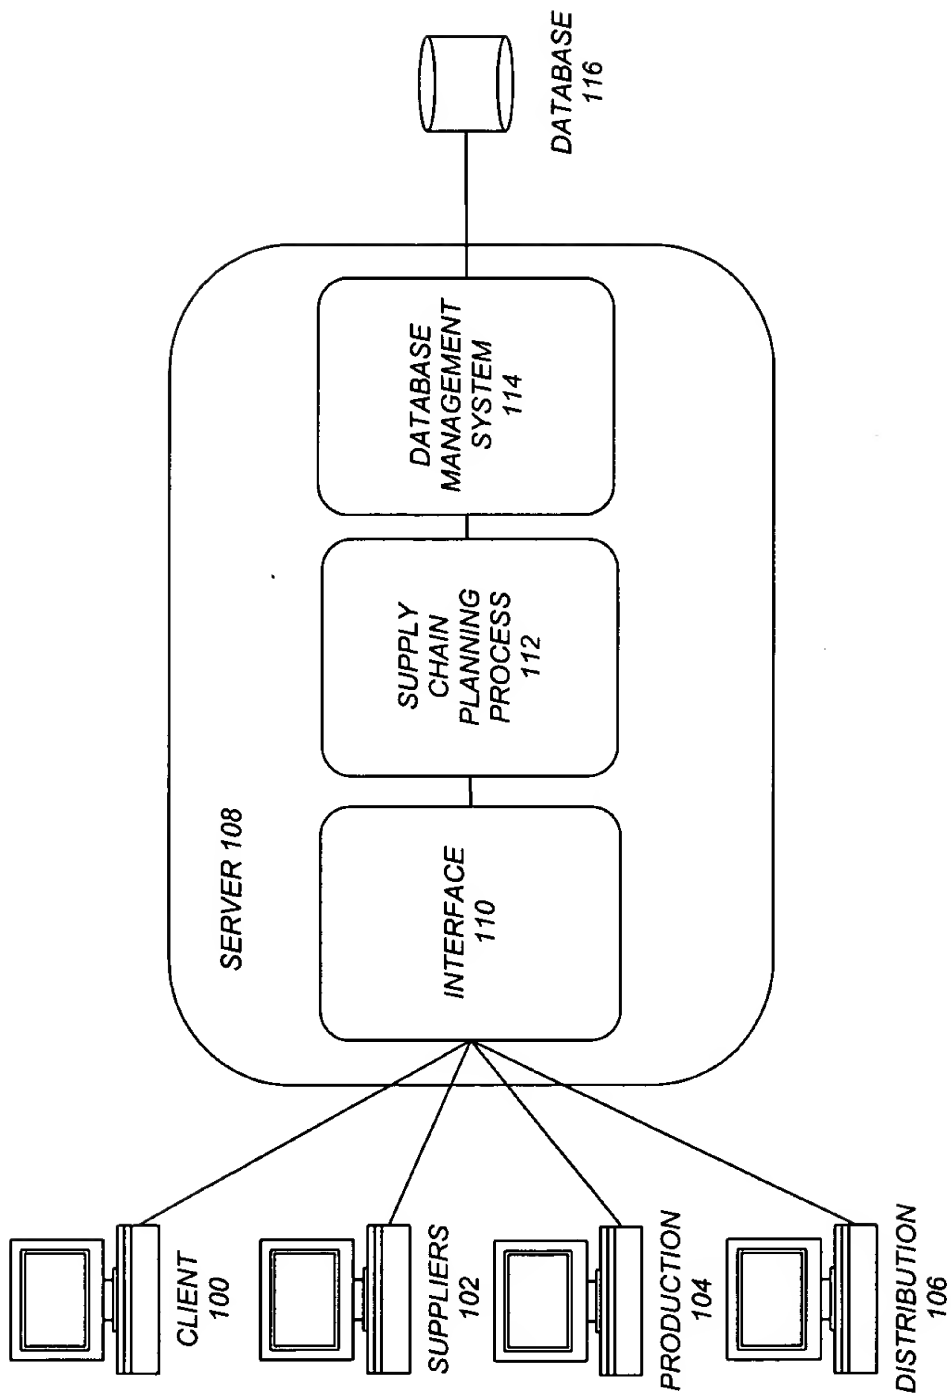 CLIENT
100
SUPPLIERS
102
PRODUCTION
104
DISTRIBUTION
106
SERVER 108
INTERFACE
110
SUPPLY
CHAIN
PLANNING
PROCESS
112
DATABASE
MANAGEMENT
SYSTEM
114
DATABASE
116